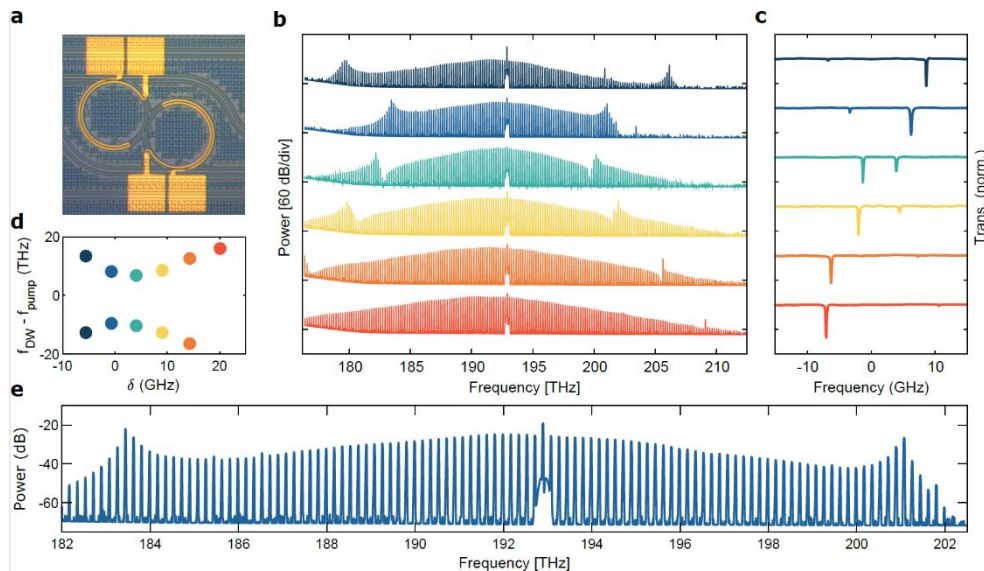 a
b
c
d
Power [60 dB/div]
180 185 190 195 200 205 210
Frequency [THz]
-10 0 10
Frequency (GHz)
Trans. (norm.)
f_DW - f_pump (THz)
20
0
-20
-10 0 10 20
δ (GHz)
e
Power (dB)
-20
-40
-60
182 184 186 188 190 192 194 196 198 200 202
Frequency [THz]